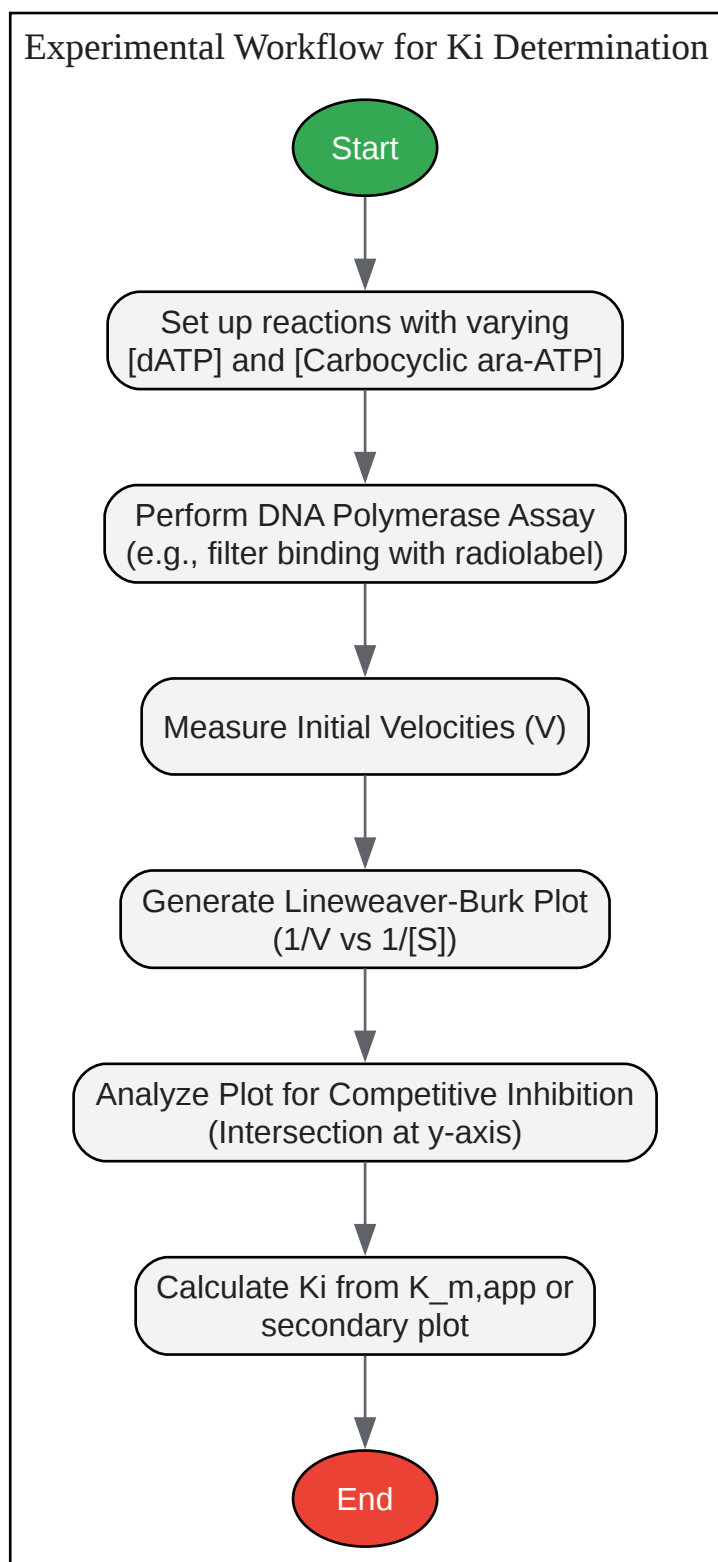 Experimental Workflow for Ki Determination
Start
Set up reactions with varying
[dATP] and [Carbocyclic ara-ATP]
Perform DNA Polymerase Assay
(e.g., filter binding with radiolabel)
Measure Initial Velocities (V)
Generate Lineweaver-Burk Plot
(1/V vs 1/[S])
Analyze Plot for Competitive Inhibition
(Intersection at y-axis)
Calculate Ki from K_m,app or
secondary plot
End